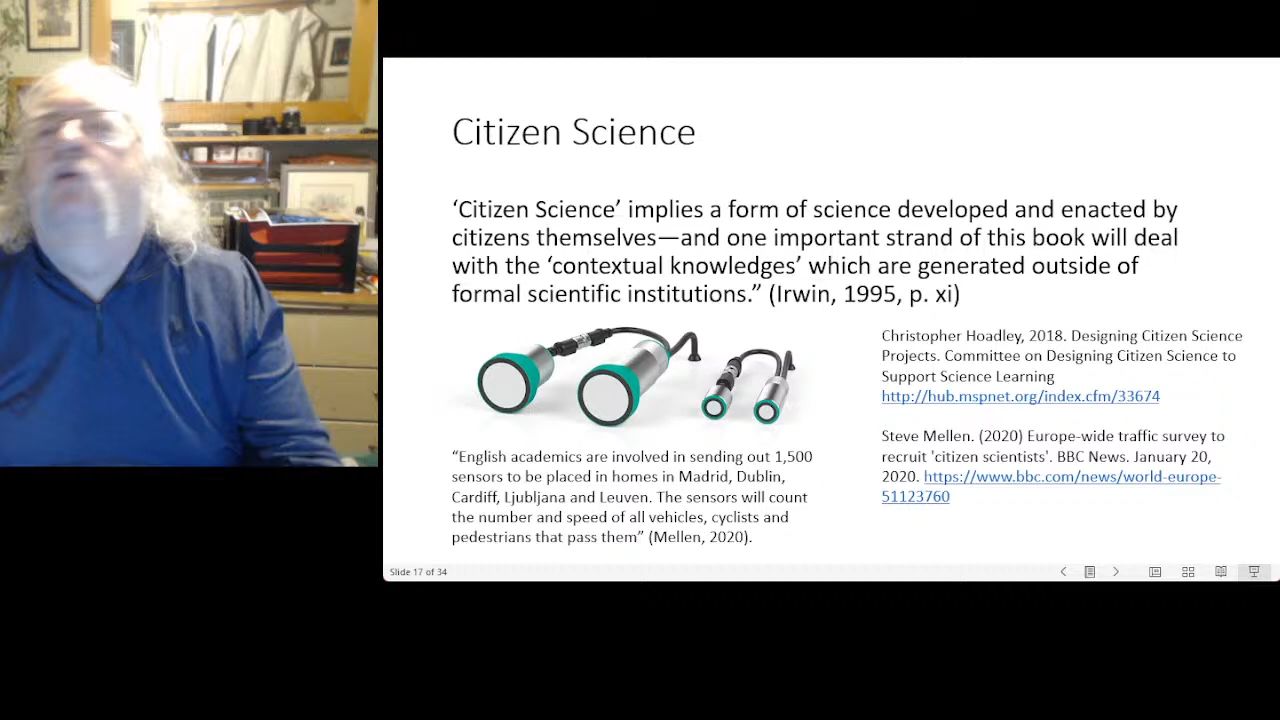 Citizen Science
‘Citizen Science’ implies a form of science developed and enacted by
citizens themselves—and one important strand of this book will deal
with the ‘contextual knowledges’ which are generated outside of
formal scientific institutions.” (Irwin, 1995, p. xi)
“English academics are involved in sending out 1,500
sensors to be placed in homes in Madrid, Dublin,
Cardiff, Ljubljana and Leuven. The sensors will count
the number and speed of all vehicles, cyclists and
pedestrians that pass them” (Mellen, 2020).
Christopher Hoadley, 2018. Designing Citizen Science
Projects. Committee on Designing Citizen Science to
Support Science Learning
http://hub.mspnet.org/index.cfm/33674
Steve Mellen. (2020) Europe-wide traffic survey to
recruit 'citizen scientists'. BBC News. January 20,
2020. https://www.bbc.com/news/world-europe-
51123760
Slide 17 of 34